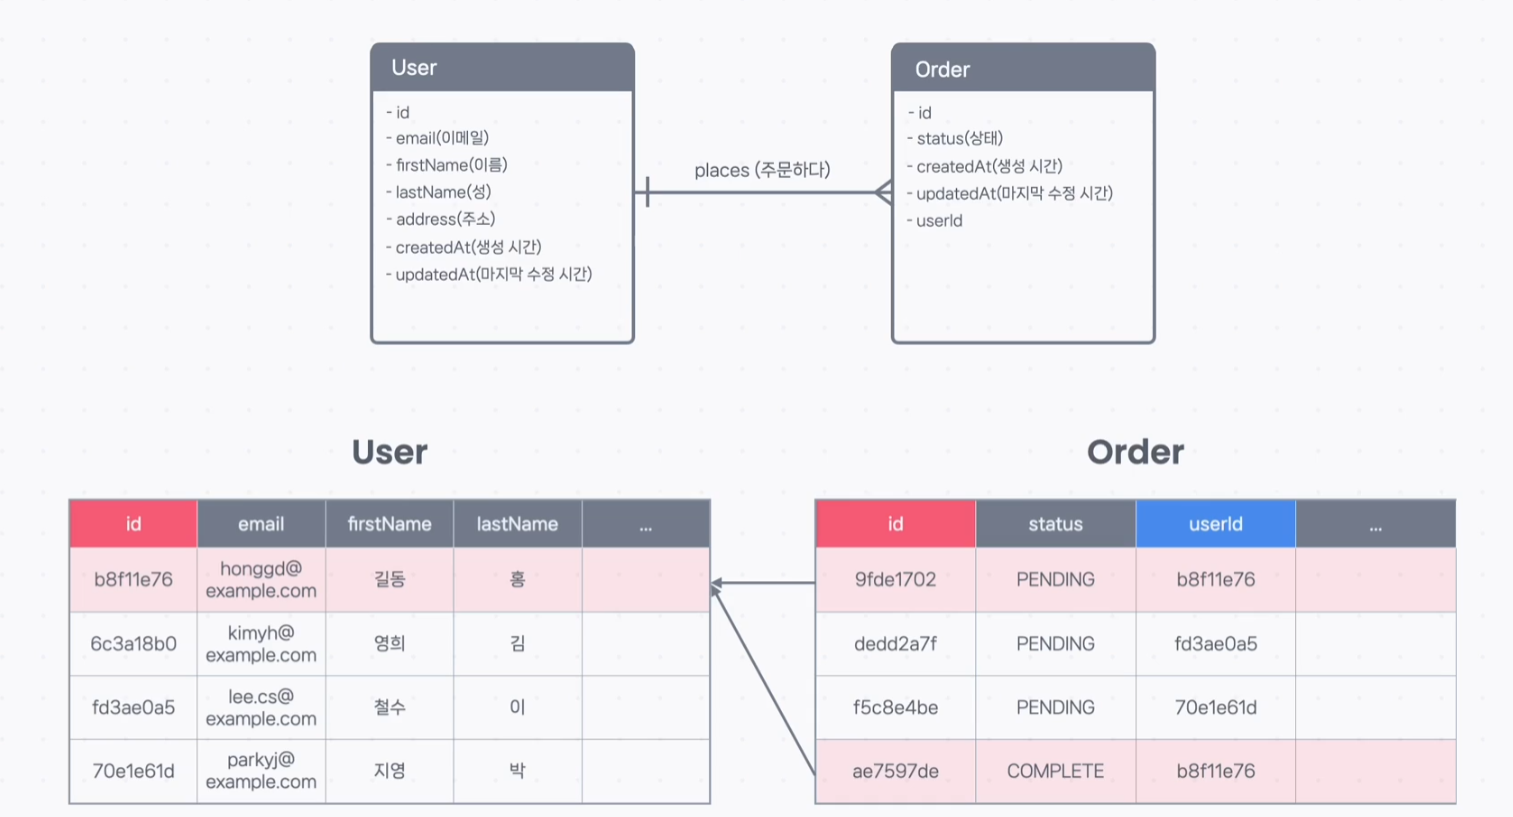 User
- id
- email(이메일)
- firstName(이름)
- lastName(성)
- address(주소)
- createdAt(생성 시간)
- updatedAt(마지막 수정 시간)
places (주문하다)
Order
- id
- status(상태)
- createdAt(생성 시간)
- updatedAt(마지막 수정 시간)
- userId
User
id email firstName lastName ...
b8f11e76 honggd@ 길동 홍
example.com
6c3a18b0 kimyh@ 영희 김
example.com
fd3ae0a5 lee.cs@ 철수 이
example.com
70e1e61d parkyj@ 지영 박
example.com
Order
id status userId ...
9fde1702 PENDING b8f11e76
dedd2a7f PENDING fd3ae0a5
f5c8e4be PENDING 70e1e61d
ae7597de COMPLETE b8f11e76